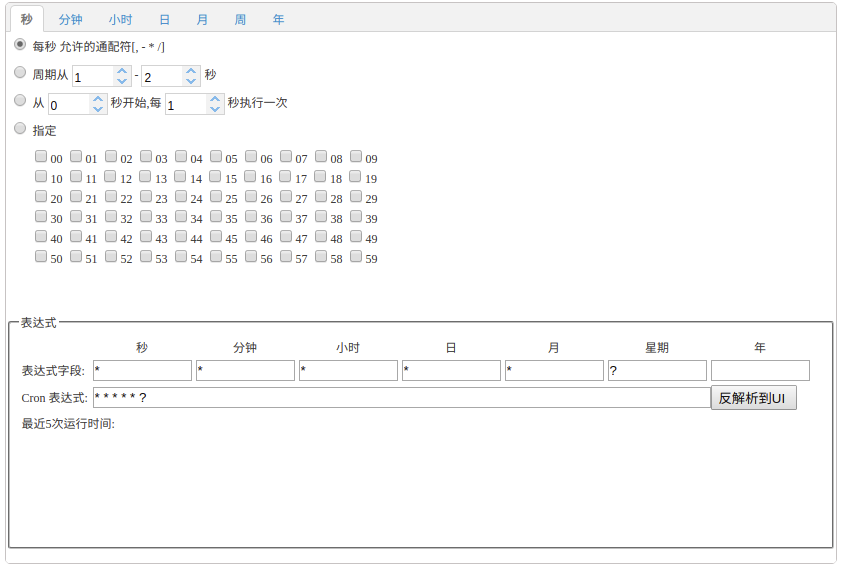 秒 分钟 小时 日 月 周 年
每秒 允许的通配符[, - * /]
周期从 1 - 2 秒
从 0 秒开始,每 1 秒执行一次
指定
00 01 02 03 04 05 06 07 08 09
10 11 12 13 14 15 16 17 18 19
20 21 22 23 24 25 26 27 28 29
30 31 32 33 34 35 36 37 38 39
40 41 42 43 44 45 46 47 48 49
50 51 52 53 54 55 56 57 58 59
表达式
秒 分钟 小时 日 月 星期 年
表达式字段: * * * * * ?
Cron 表达式: * * * * * ? 反解析到UI
最近5次运行时间: